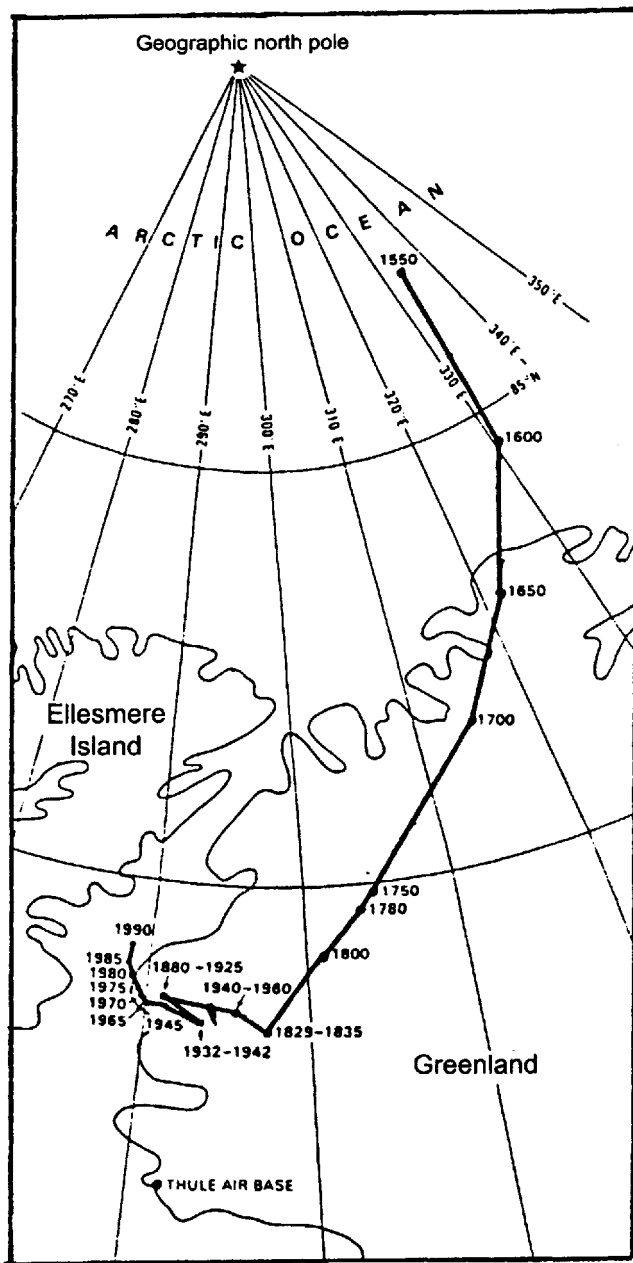 Geographic north pole
ARCTIC OCEAN
1550
350°E
340°E
330°E
85°N
320°E
310°E
300°E
290°E
280°E
270°E
1600
1650
Ellesmere
Island
1700
1750
1780
1800
1990
1985
1980
1975
1970
1965
1945
1880-1925
1940-1960
1932-1942
1829-1835
Greenland
THULE AIR BASE